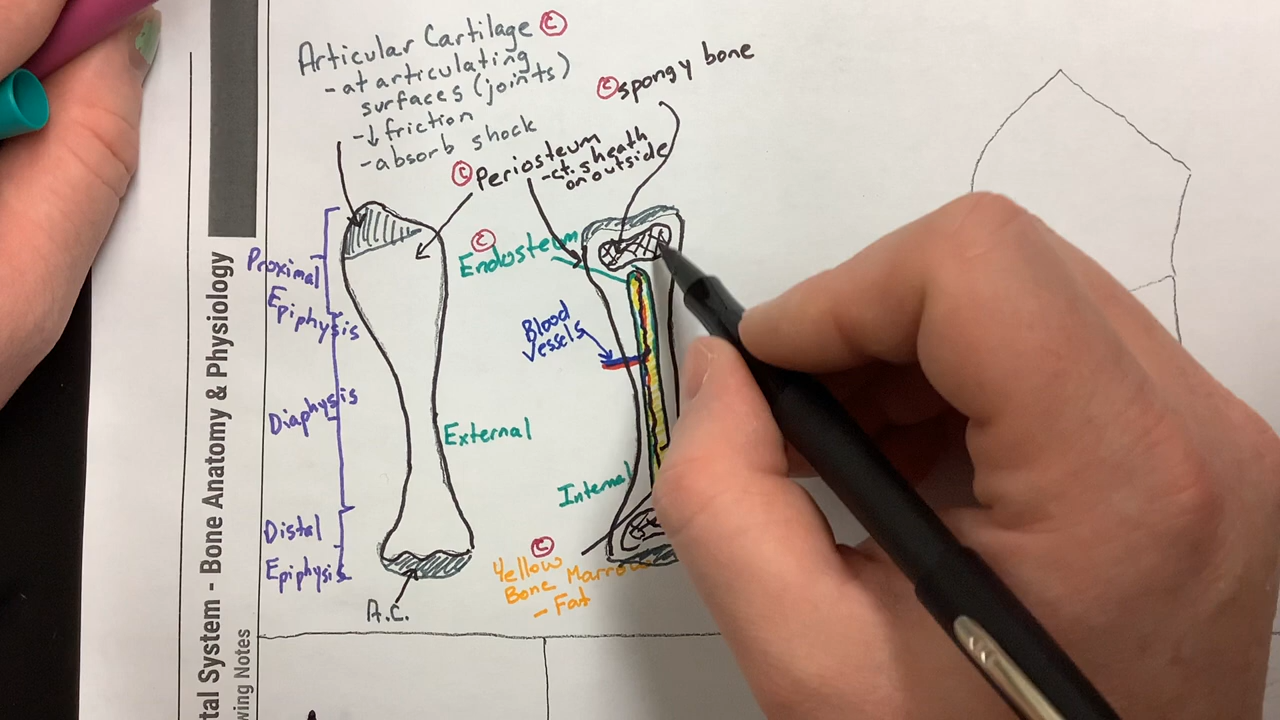 Articular Cartilage C
- at articulating
surfaces (joints)
- ↓ friction
- absorb shock
C Spongy bone
C Periosteum
- c.t. sheath
on outside
C
Endosteum
Blood
Vessels
Proximal
Epiphysis
Diaphysis
Distal
Epiphysis
External
Internal
A.C.
C
Yellow
Bone Marrow
- Fat
tal System - Bone Anatomy & Physiology
wing Notes